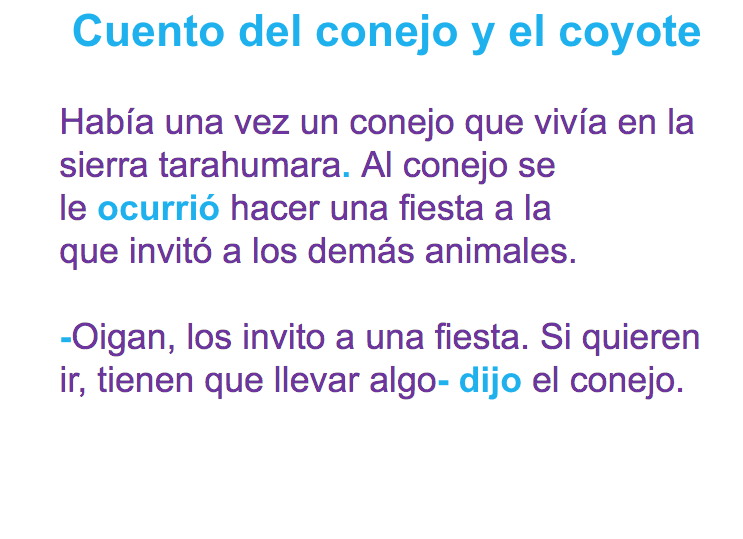 Cuento del conejo y el coyote
Había una vez un conejo que vivía en la
sierra tarahumara. Al conejo se
le ocurrió hacer una fiesta a la
que invitó a los demás animales.
-Oigan, los invito a una fiesta. Si quieren
ir, tienen que llevar algo- dijo el conejo.